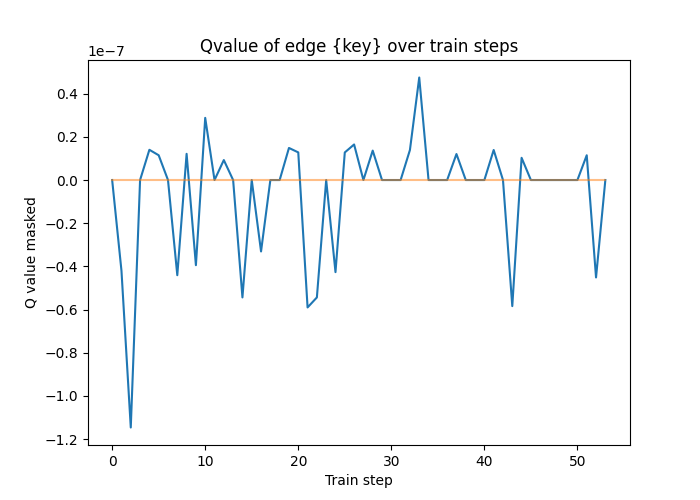 Qvalue of edge {key} over train steps
1e−7
0.4
0.2
0.0
−0.2
−0.4
−0.6
−0.8
−1.0
−1.2
Q value masked
0 10 20 30 40 50
Train step